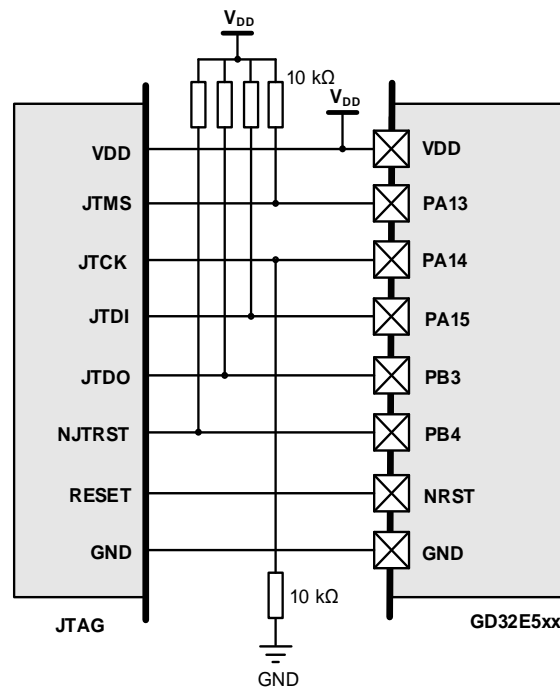 VDD
10 kΩ
VDD
VDD VDD
JTMS PA13
JTCK PA14
JTDI PA15
JTDO PB3
NJTRST PB4
RESET NRST
GND GND
10 kΩ
JTAG GD32E5xx
GND